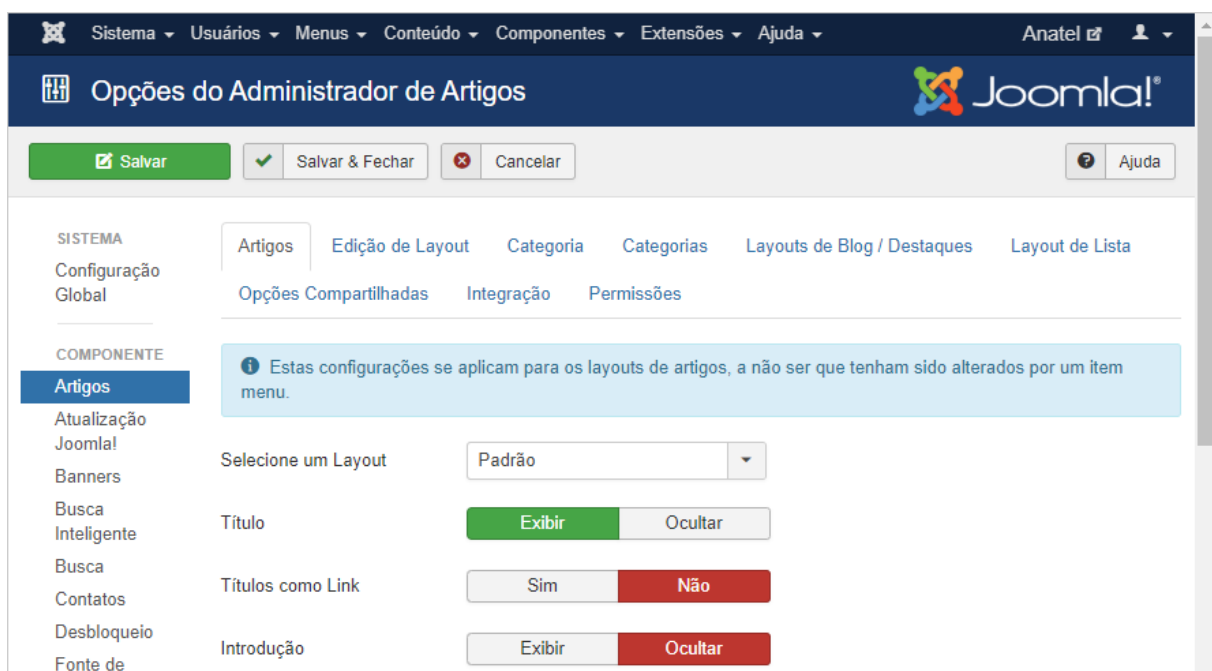 Sistema Usuários Menus Conteúdo Componentes Extensões Ajuda Anatel
Opções do Administrador de Artigos Joomla!®
Salvar Salvar & Fechar Cancelar Ajuda
SISTEMA
Configuração
Global
COMPONENTE
Artigos
Atualização
Joomla!
Banners
Busca
Inteligente
Busca
Contatos
Desbloqueio
Fonte de
Artigos Edição de Layout Categoria Categorias Layouts de Blog / Destaques Layout de Lista
Opções Compartilhadas Integração Permissões
Estas configurações se aplicam para os layouts de artigos, a não ser que tenham sido alterados por um item
menu.
Selecione um Layout Padrão
Título Exibir Ocultar
Títulos como Link Sim Não
Introdução Exibir Ocultar